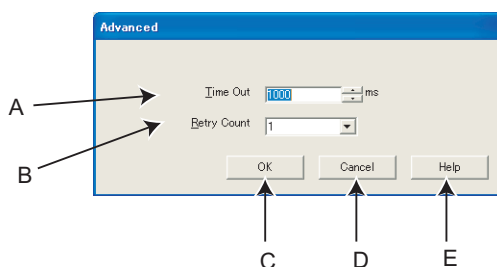 Advanced
A
Time Out 1000 ms
B
Retry Count 1
OK Cancel Help
C D E